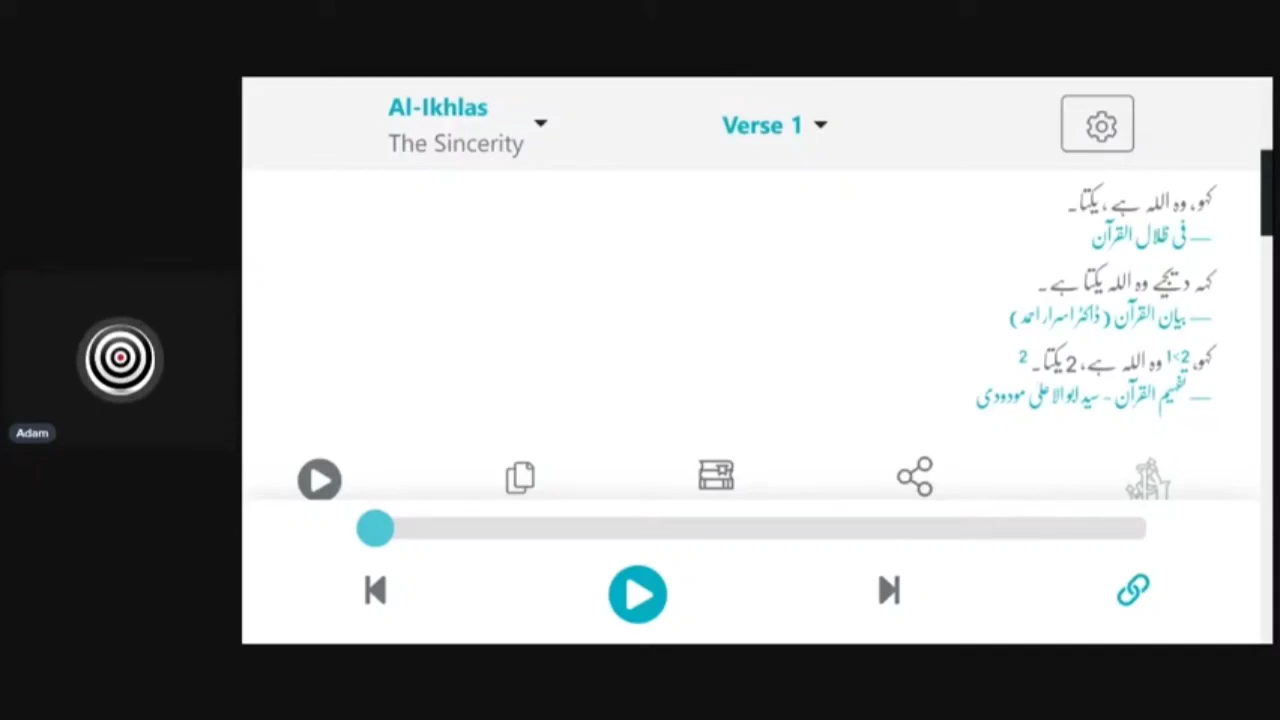 Al-Ikhlas
The Sincerity
Verse 1
کہو، وہ اللہ ہے، یکتا۔
— فی ظلال القرآن
کہہ دیجیے وہ اللہ یکتا ہے۔
— بیان القرآن (ڈاکٹر اسرار احمد)
کہو، 1>2 وہ اللہ ہے، 2 یکتا۔ 2
— تفہیم القرآن - سید ابو الاعلیٰ مودودی
Adam